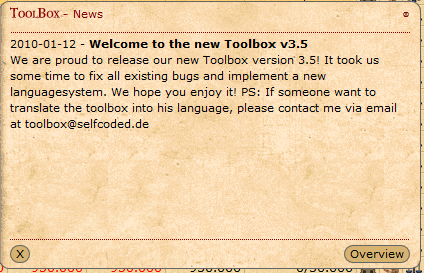 ToolBox - News
2010-01-12 - Welcome to the new Toolbox v3.5
We are proud to release our new Toolbox version 3.5! It took us
some time to fix all existing bugs and implement a new
languagesystem. We hope you enjoy it! PS: If someone want to
translate the toolbox into his language, please contact me via email
at toolbox@selfcoded.de
X Overview